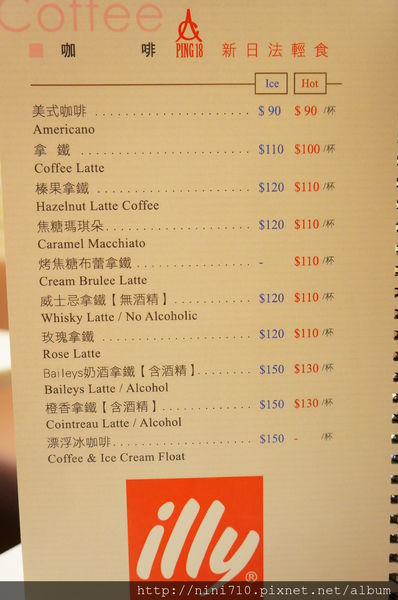 Coffee
咖 啡 PING18 新日法輕食
Ice Hot
美式咖啡 ..................... $ 90 $ 90 /杯
Americano
拿 鐵 ..................... $110 $100 /杯
Coffee Latte
榛果拿鐵 ..................... $120 $110 /杯
Hazelnut Latte Coffee
焦糖瑪琪朵..................... $120 $110 /杯
Caramel Macchiato
烤焦糖布蕾拿鐵................ - $110 /杯
Cream Brulee Latte
威士忌拿鐵【無酒精】........... $120 $110 /杯
Whisky Latte / No Alcoholic
玫瑰拿鐵 ..................... $120 $110 /杯
Rose Latte
Baileys奶酒拿鐵【含酒精】........ $150 $130 /杯
Baileys Latte / Alcohol
橙香拿鐵【含酒精】............. $150 $130 /杯
Cointreau Latte / Alcohol
漂浮冰咖啡................... $150 - /杯
Coffee & Ice Cream Float
illy®
http://nini710.pixnet.net/album